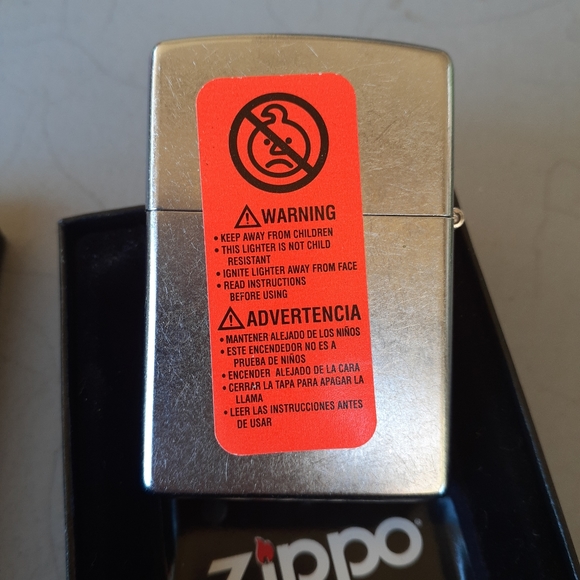 ⚠ WARNING
• KEEP AWAY FROM CHILDREN
• THIS LIGHTER IS NOT CHILD
RESISTANT
• IGNITE LIGHTER AWAY FROM FACE
• READ INSTRUCTIONS
BEFORE USING
⚠ ADVERTENCIA
• MANTENER ALEJADO DE LOS NIÑOS
• ESTE ENCENDEDOR NO ES A
PRUEBA DE NIÑOS
• ENCENDER ALEJADO DE LA CARA
• CERRAR LA TAPA PARA APAGAR LA
LLAMA
• LEER LAS INSTRUCCIONES ANTES
DE USAR
Zippo